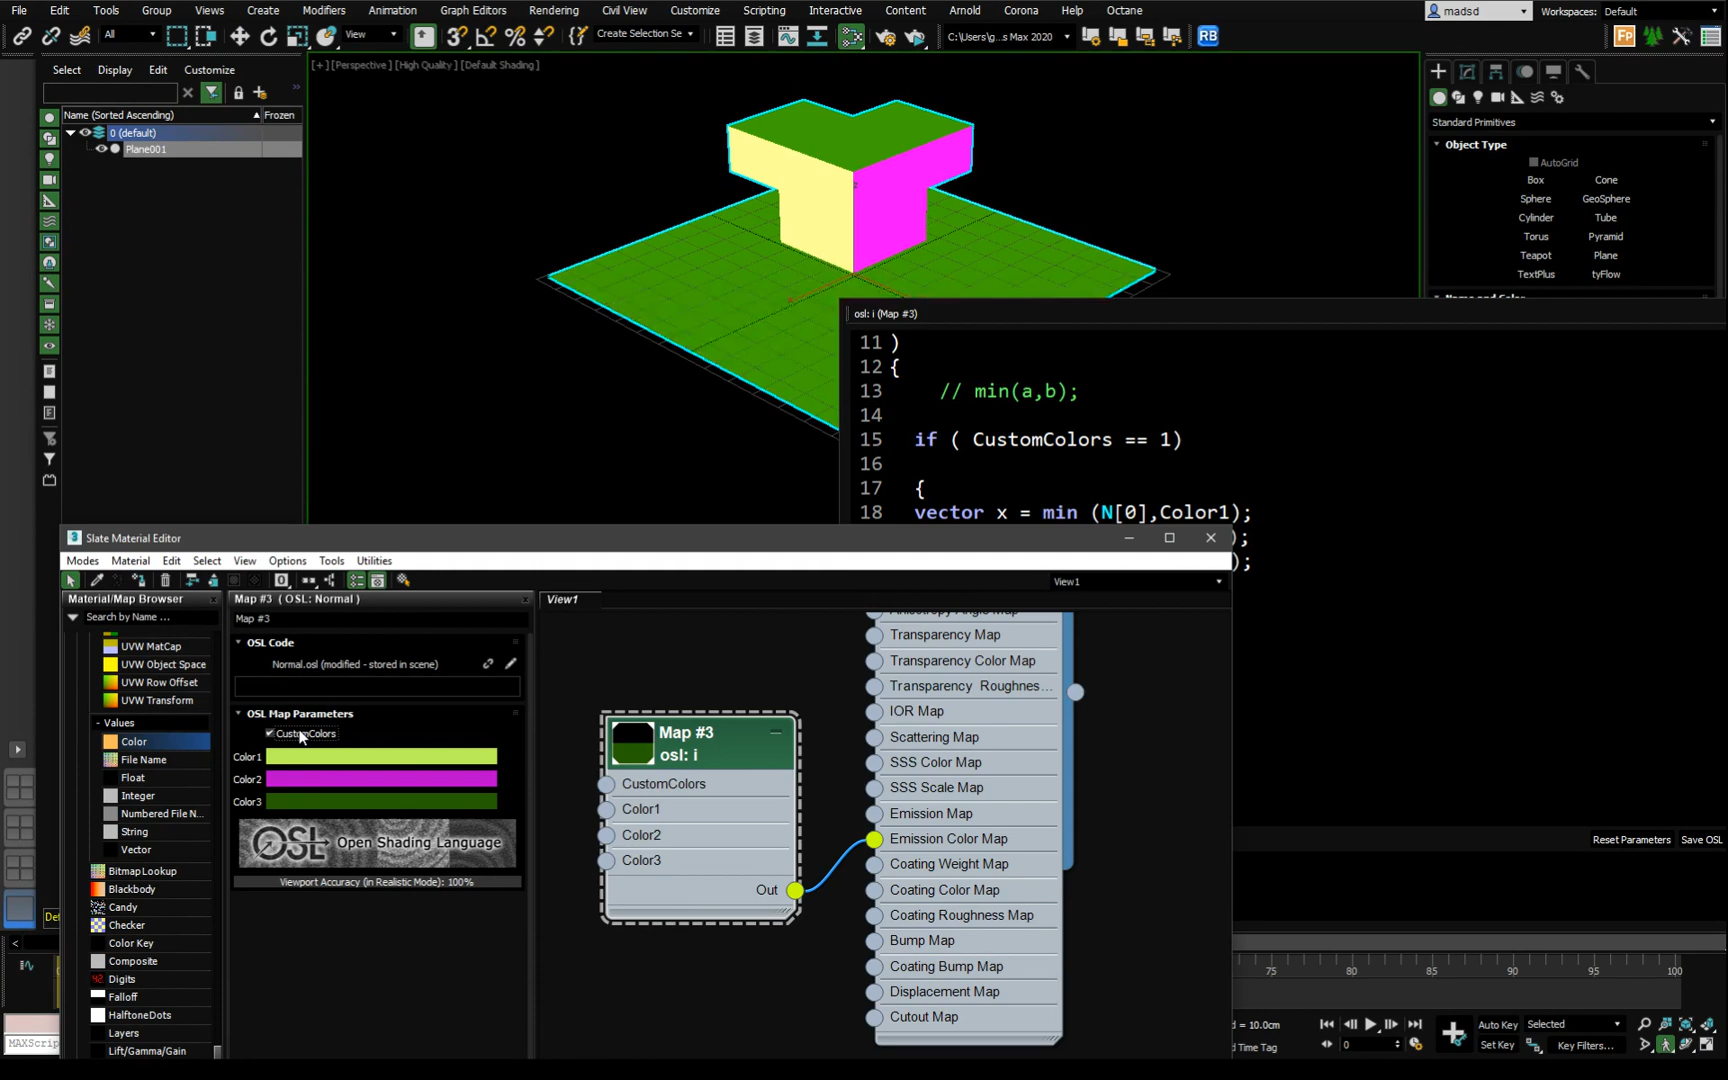 File Edit Tools Group Views Create Modifiers Animation Graph Editors Rendering Civil View Customize Scripting Interactive Content Arnold Corona Help Octane
madsd Workspaces: Default
All View Create Selection Se C:\Users\g...s Max 2020 RB Fp
Select Display Edit Customize
[+] [Perspective] [High Quality] [Default Shading]
Name (Sorted Ascending) Frozen
0 (default)
Plane001
Standard Primitives
Object Type
AutoGrid
Box Cone
Sphere GeoSphere
Cylinder Tube
Torus Pyramid
Teapot Plane
TextPlus tyFlow
osl: i (Map #3)
11 )
12 {
13 // min(a,b);
14
15 if ( CustomColors == 1)
16
17 {
18 vector x = min (N[0],Color1);
);
);
Slate Material Editor
Modes Material Edit Select View Options Tools Utilities
View1
Material/Map Browser
Search by Name ...
UVW MatCap
UVW Object Space
UVW Row Offset
UVW Transform
- Values
Color
File Name
Float
Integer
Numbered File N...
String
Vector
BitmapLookup
Blackbody
Candy
Checker
Color Key
Composite
Digits
Falloff
HalftoneDots
Layers
Lift/Gamma/Gain
Map #3 ( OSL: Normal )
Map #3
OSL Code
Normal.osl (modified - stored in scene)
OSL Map Parameters
CustomColors
Color1
Color2
Color3
OSL Open Shading Language
Viewport Accuracy (in Realistic Mode): 100%
View1
Map #3
osl: i
CustomColors
Color1
Color2
Color3
Out
Transparency Map
Transparency Color Map
Transparency Roughnes...
IOR Map
Scattering Map
SSS Color Map
SSS Scale Map
Emission Map
Emission Color Map
Coating Weight Map
Coating Color Map
Coating Roughness Map
Bump Map
Coating Bump Map
Displacement Map
Cutout Map
Reset Parameters Save OSL
75 80 85 90 95 100
d = 10.0cm
Time Tag
0
Auto Key Selected
Set Key Key Filters...
MAXScrip